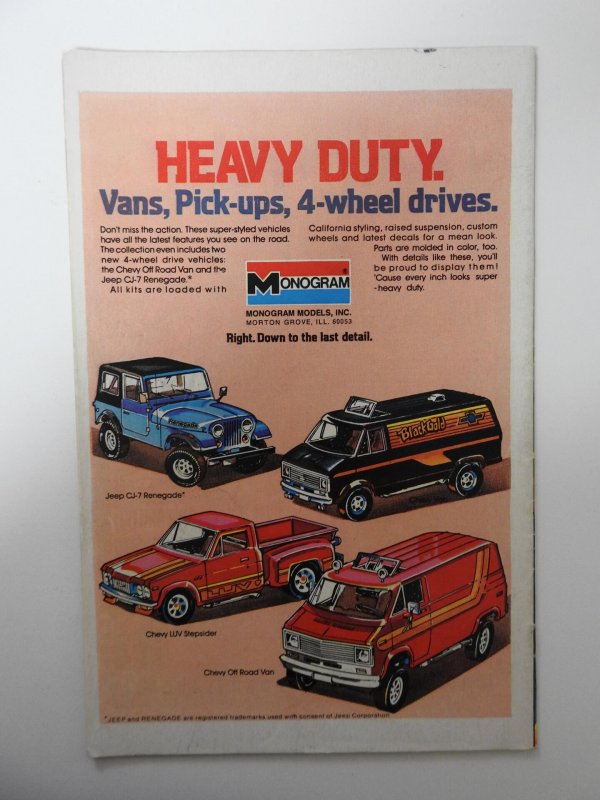 HEAVY DUTY.
Vans, Pick-ups, 4-wheel drives.
Don't miss the action. These super-styled vehicles
have all the latest features you see on the road.
The collection even includes two
new 4-wheel drive vehicles:
the Chevy Off Road Van and the
Jeep CJ-7 Renegade.*
All kits are loaded with
California styling, raised suspension, custom
wheels and latest decals for a mean look.
Parts are molded in color, too.
With details like these, you'll
be proud to display them!
'Cause every inch looks super
-heavy duty.
MONOGRAM®
MONOGRAM MODELS, INC.
MORTON GROVE, ILL. 60053
Right. Down to the last detail.
Renegade
Jeep CJ-7 Renegade*
BlackGold
Chevy
LUV
Chevy LUV Stepsider
Chevy Off Road Van
*JEEP and RENEGADE are registered trademarks used with consent of Jeep Corporation